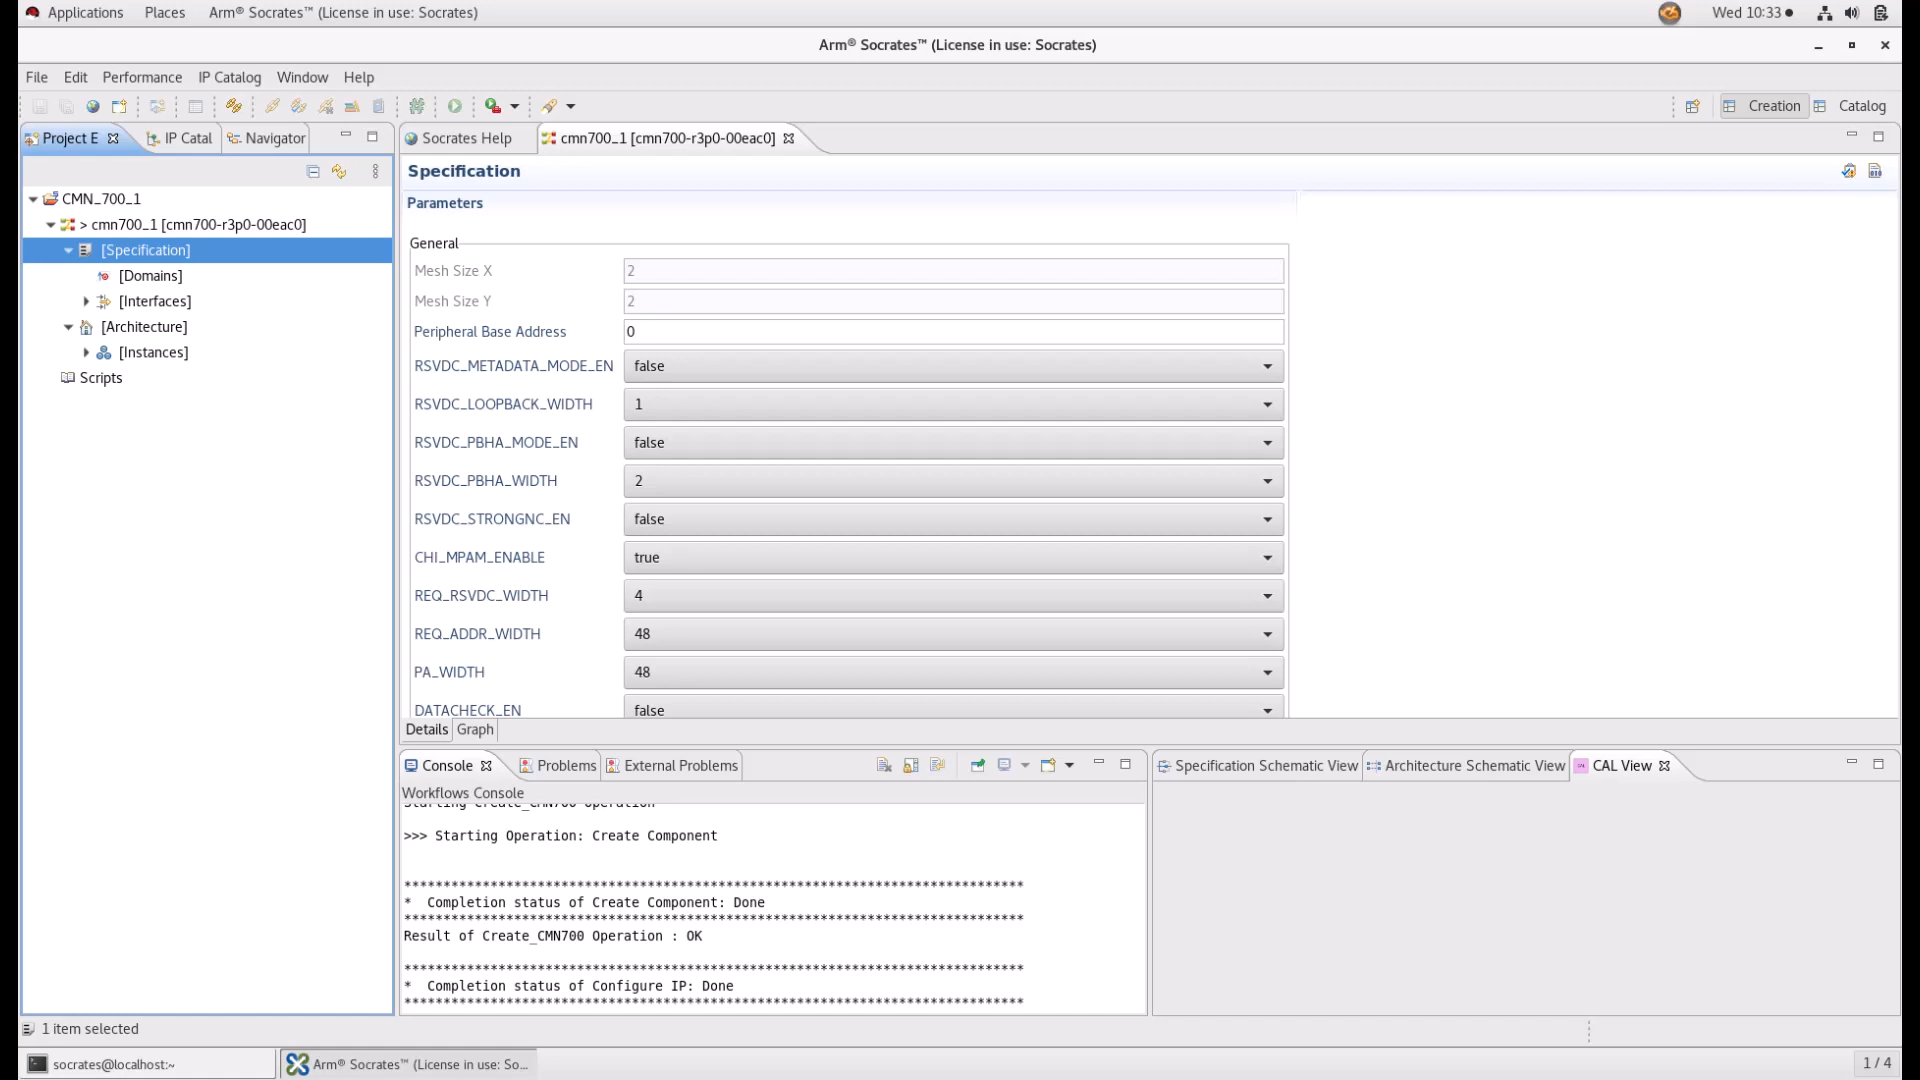 Applications Places Arm® Socrates™ (License in use: Socrates) Wed 10:33
Arm® Socrates™ (License in use: Socrates)
File Edit Performance IP Catalog Window Help
Creation Catalog
Project E IP Catal Navigator
Socrates Help cmn700_1 [cmn700-r3p0-00eac0]
CMN_700_1
> cmn700_1 [cmn700-r3p0-00eac0]
[Specification]
[Domains]
[Interfaces]
[Architecture]
[Instances]
Scripts
Specification
Parameters
General
Mesh Size X 2
Mesh Size Y 2
Peripheral Base Address 0
RSVDC_METADATA_MODE_EN false
RSVDC_LOOPBACK_WIDTH 1
RSVDC_PBHA_MODE_EN false
RSVDC_PBHA_WIDTH 2
RSVDC_STRONGNC_EN false
CHI_MPAM_ENABLE true
REQ_RSVDC_WIDTH 4
REQ_ADDR_WIDTH 48
PA_WIDTH 48
DATACHECK_EN false
Details Graph
Console Problems External Problems
Workflows Console
Starting Create_CMN700 Operation
>>> Starting Operation: Create Component
*******************************************************************************
* Completion status of Create Component: Done
*******************************************************************************
Result of Create_CMN700 Operation : OK
*******************************************************************************
* Completion status of Configure IP: Done
*******************************************************************************
Specification Schematic View Architecture Schematic View CAL View
1 item selected
socrates@localhost:~ Arm® Socrates™ (License in use: So... 1 / 4